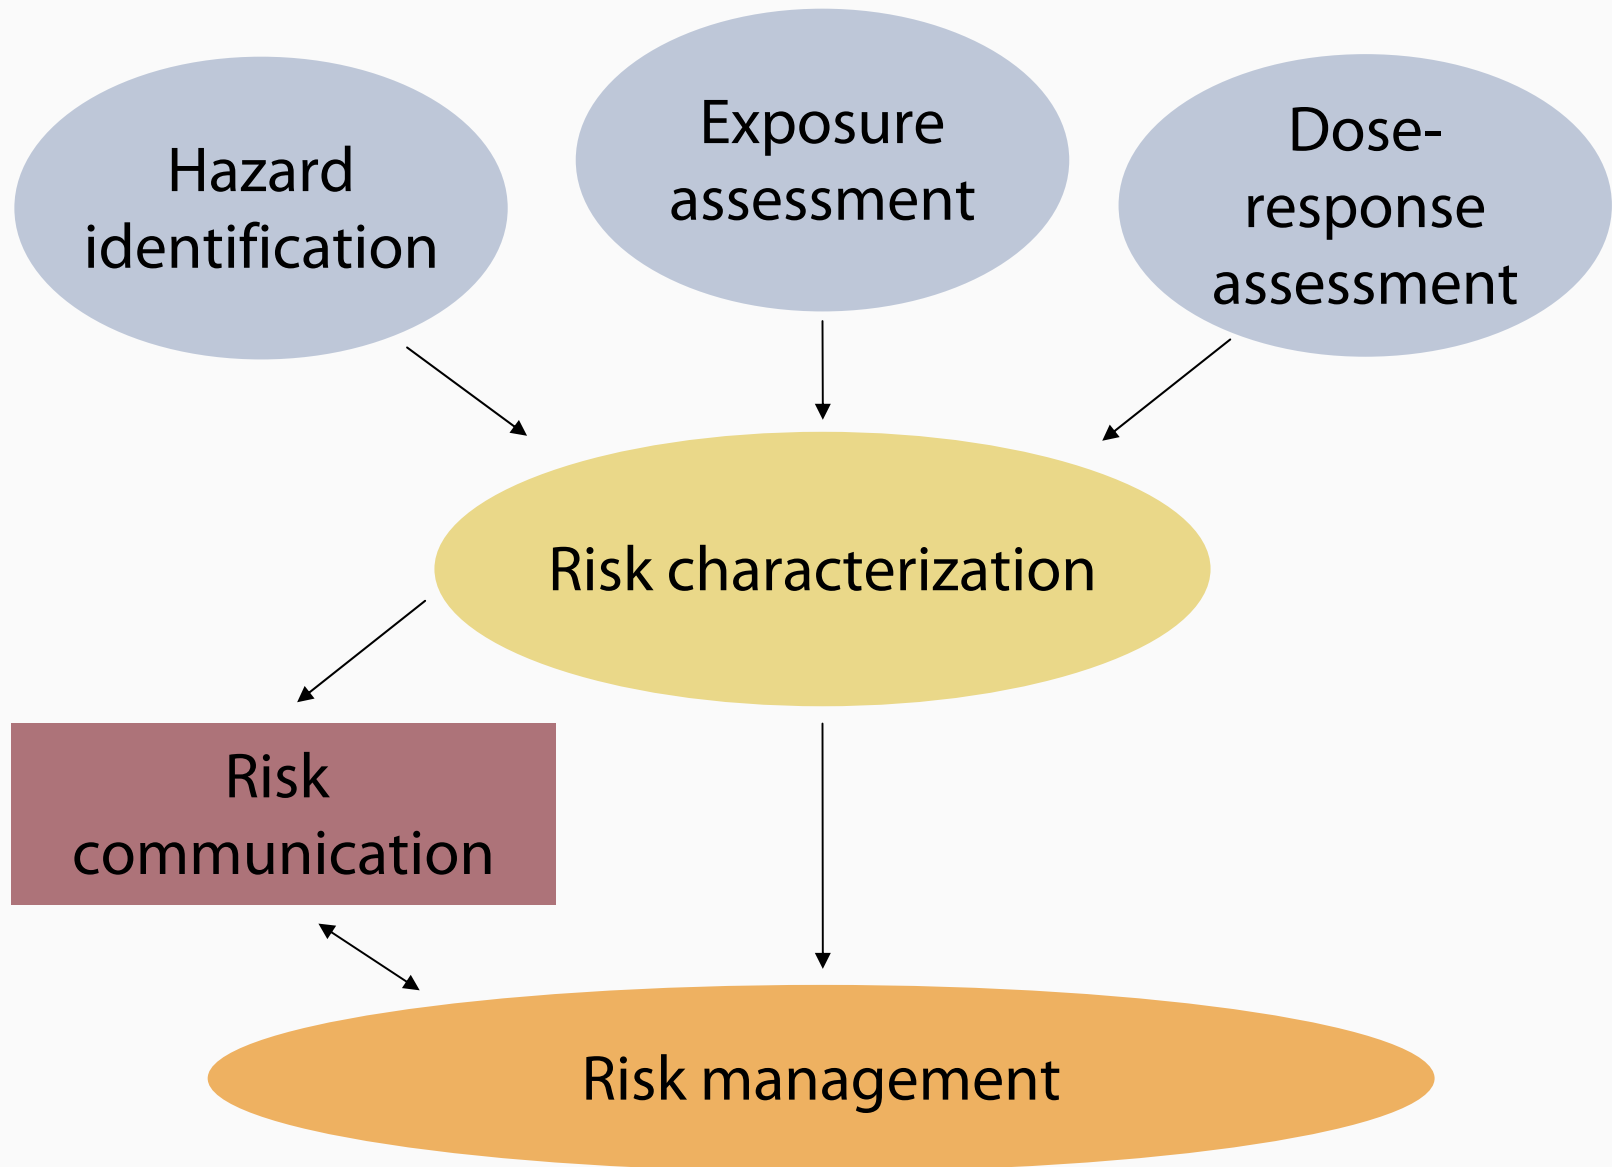 Hazard
identification
Exposure
assessment
Dose-
response
assessment
Risk characterization
Risk
communication
Risk management